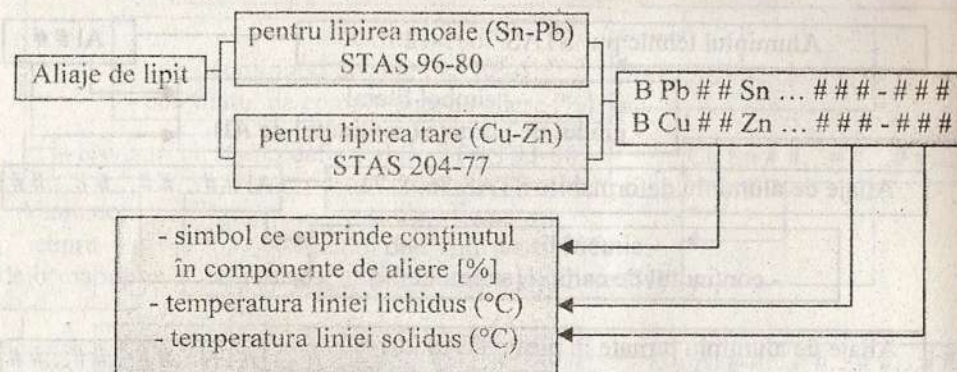 Aliaje de lipit
pentru lipirea moale (Sn-Pb)
STAS 96-80
pentru lipirea tare (Cu-Zn)
STAS 204-77
B Pb # # Sn ... # # # - # # #
B Cu # # Zn ... # # # - # # #
- simbol ce cuprinde conținutul
în componente de aliere [%]
- temperatura liniei lichidus (°C)
- temperatura liniei solidus (°C)